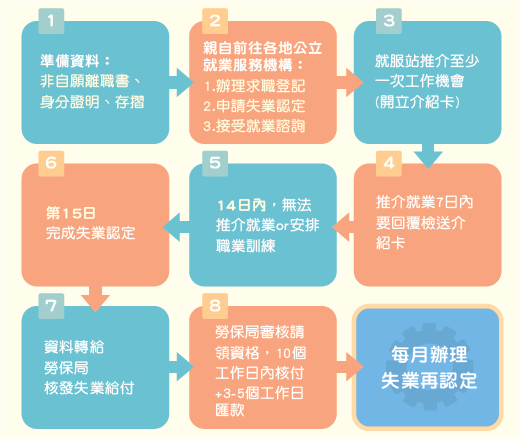 1
準備資料：
非自願離職書、
身分證明、存摺
2
親自前往各地公立
就業服務機構：
1.辦理求職登記
2.申請失業認定
3.接受就業諮詢
3
就服站推介至少
一次工作機會
(開立介紹卡)
4
推介就業7日內
要回覆檢送介
紹卡
5
14日內，無法
推介就業or安排
職業訓練
6
第15日
完成失業認定
7
資料轉給
勞保局
核發失業給付
8
勞保局審核請
領資格，10個
工作日內核付
+3-5個工作日
匯款
每月辦理
失業再認定